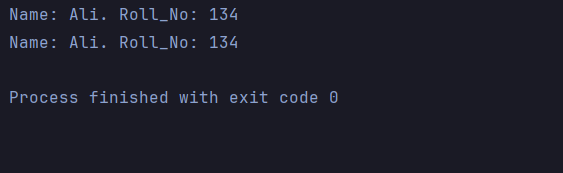 Name: Ali. Roll_No: 134
Name: Ali. Roll_No: 134
Process finished with exit code 0